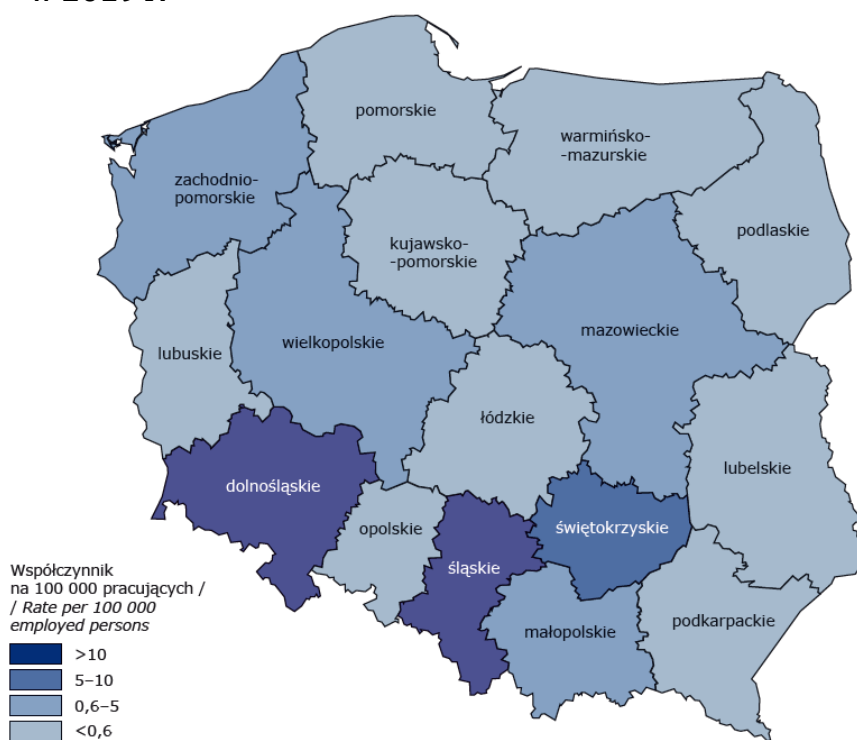 pomorskie
warmińsko-
-mazurskie
zachodnio-
pomorskie
podlaskie
kujawsko-
-pomorskie
mazowieckie
wielkopolskie
lubuskie
łódzkie
lubelskie
dolnośląskie
opolskie
świętokrzyskie
śląskie
podkarpackie
małopolskie
Współczynnik
na 100 000 pracujących /
/ Rate per 100 000
employed persons
>10
5–10
0,6–5
<0,6